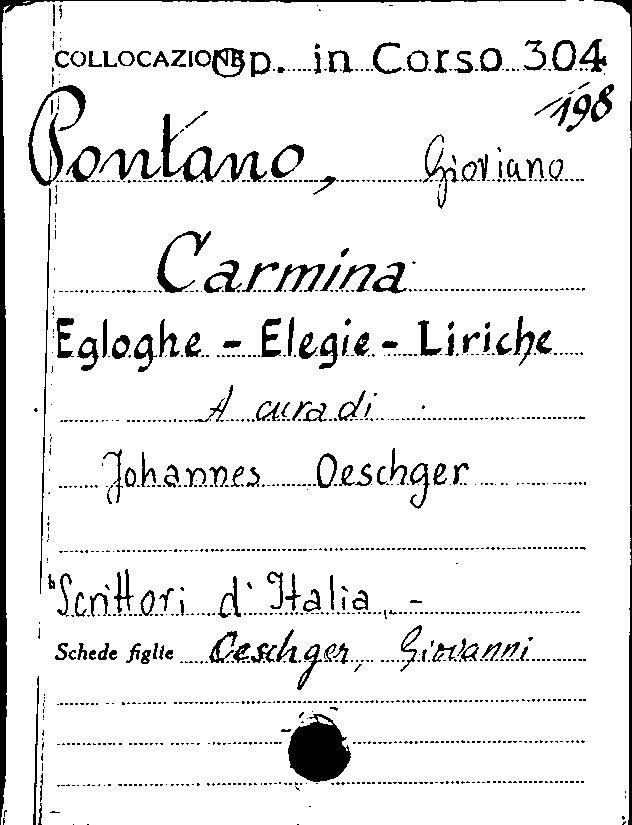 COLLOCAZIONE Op. in Corso 304
198
Pontano, Gioviano
Carmina
Egloghe - Elegie - Liriche
A cura di
Johannes Oeschger
"Scrittori d'Italia, -
Schede figlie Oeschger, Giovanni